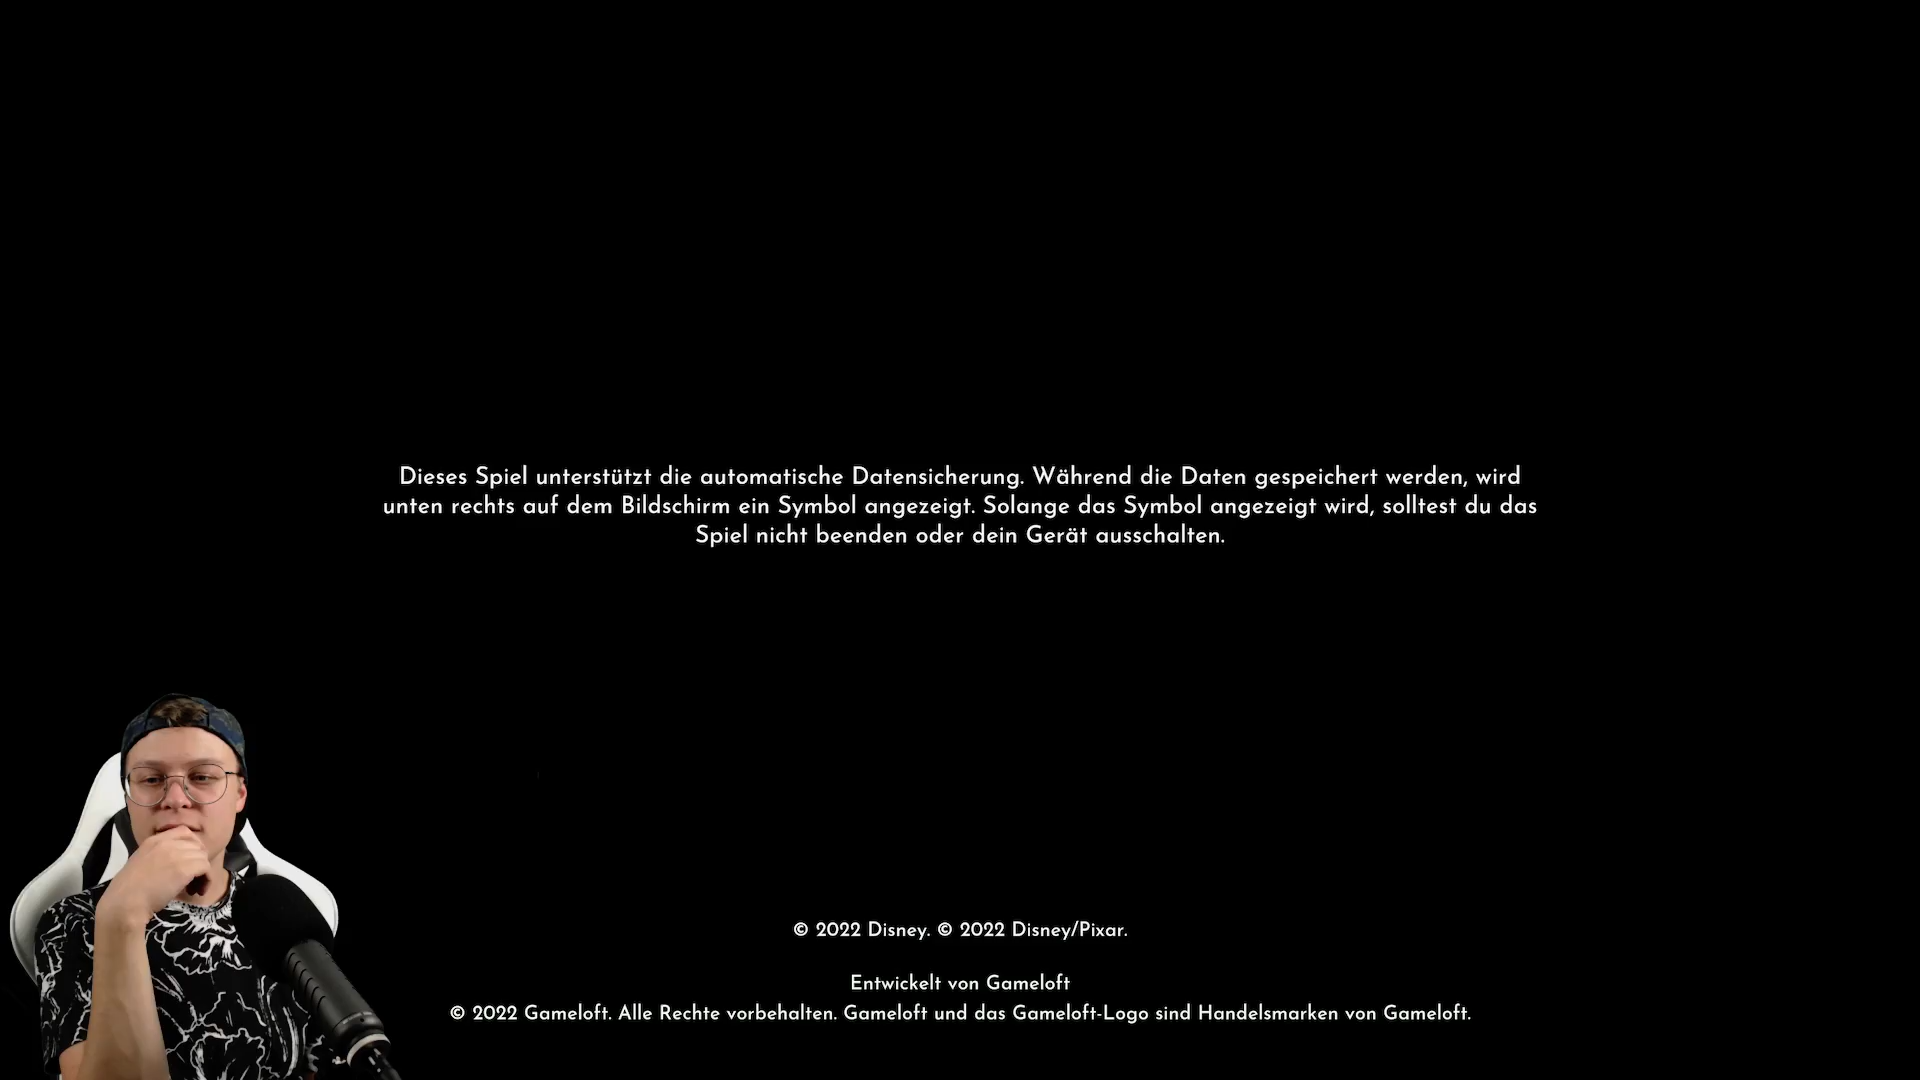 Dieses Spiel unterstützt die automatische Datensicherung. Während die Daten gespeichert werden, wird
unten rechts auf dem Bildschirm ein Symbol angezeigt. Solange das Symbol angezeigt wird, solltest du das
Spiel nicht beenden oder dein Gerät ausschalten.
© 2022 Disney. © 2022 Disney/Pixar.
Entwickelt von Gameloft
© 2022 Gameloft. Alle Rechte vorbehalten. Gameloft und das Gameloft-Logo sind Handelsmarken von Gameloft.